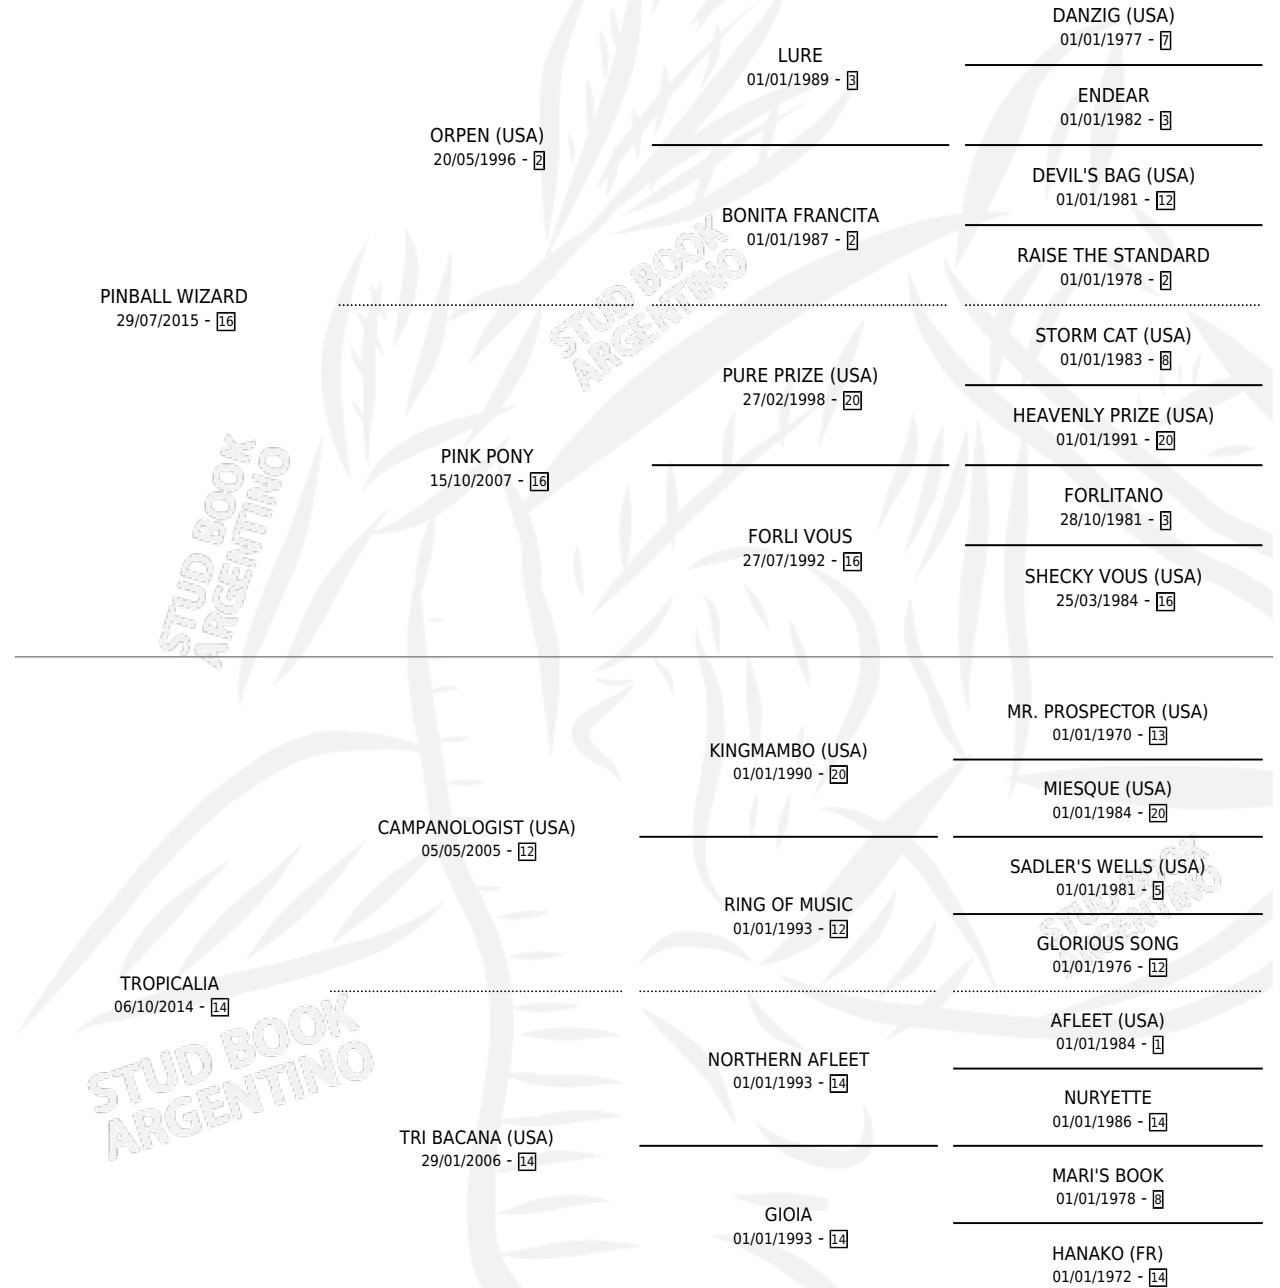 DANZIG (USA)
01/01/1977 - 7
LURE
01/01/1989 - 3
ENDEAR
01/01/1982 - 3
ORPEN (USA)
20/05/1996 - 2
DEVIL'S BAG (USA)
01/01/1981 - 12
BONITA FRANCITA
01/01/1987 - 2
RAISE THE STANDARD
01/01/1978 - 2
PINBALL WIZARD
29/07/2015 - 16
STUD BOOK
ARGENTINO
STORM CAT (USA)
01/01/1983 - 8
PURE PRIZE (USA)
27/02/1998 - 20
HEAVENLY PRIZE (USA)
01/01/1991 - 20
PINK PONY
15/10/2007 - 16
FORLITANO
28/10/1981 - 3
FORLI VOUS
27/07/1992 - 16
SHECKY VOUS (USA)
25/03/1984 - 16
STUD BOOK
ARGENTINO
MR. PROSPECTOR (USA)
01/01/1970 - 13
KINGMAMBO (USA)
01/01/1990 - 20
MIESQUE (USA)
01/01/1984 - 20
CAMPANOLOGIST (USA)
05/05/2005 - 12
SADLER'S WELLS (USA)
01/01/1981 - 5
RING OF MUSIC
01/01/1993 - 12
GLORIOUS SONG
01/01/1976 - 12
STUD BOOK
ARGENTINO
TROPICALIA
06/10/2014 - 14
AFLEET (USA)
01/01/1984 - 1
NORTHERN AFLEET
01/01/1993 - 14
NURYETTE
01/01/1986 - 14
STUD BOOK
ARGENTINO
TRI BACANA (USA)
29/01/2006 - 14
MARI'S BOOK
01/01/1978 - 8
GIOIA
01/01/1993 - 14
HANAKO (FR)
01/01/1972 - 14